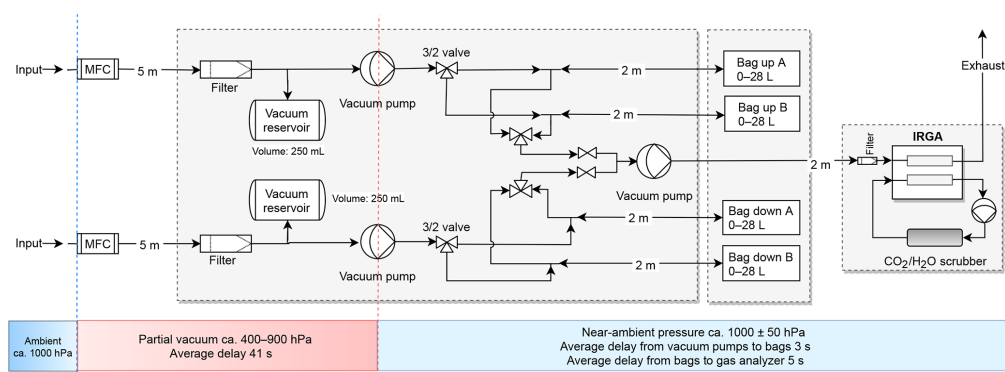 Input
MFC
5 m
Filter
Vacuum
reservoir
Volume: 250 mL
Vacuum pump
3/2 valve
2 m
Bag up A
0–28 L
2 m
Bag up B
0–28 L
Vacuum pump
2 m
Filter
IRGA
Exhaust
CO₂/H₂O scrubber
Input
MFC
5 m
Filter
Vacuum
reservoir
Volume: 250 mL
Vacuum pump
3/2 valve
2 m
Bag down A
0–28 L
2 m
Bag down B
0–28 L
Ambient
ca. 1000 hPa
Partial vacuum ca. 400–900 hPa
Average delay 41 s
Near-ambient pressure ca. 1000 ± 50 hPa
Average delay from vacuum pumps to bags 3 s
Average delay from bags to gas analyzer 5 s